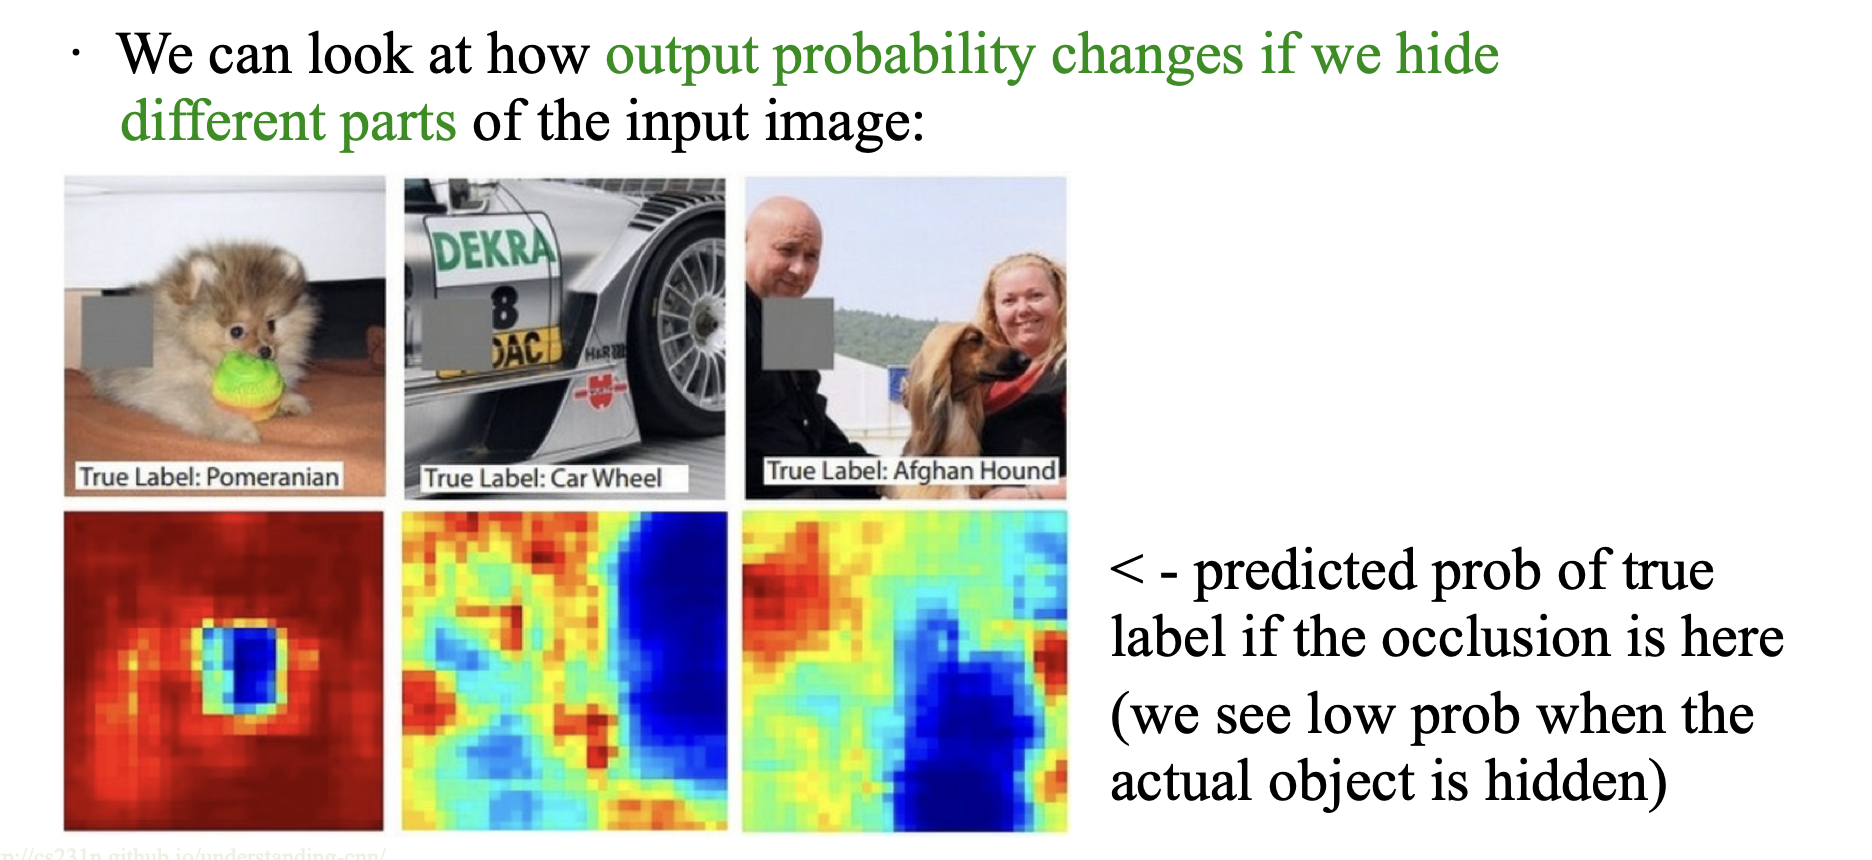 · We can look at how output probability changes if we hide
different parts of the input image:
DEKRA
8
DAC
H&R
True Label: Pomeranian
True Label: Car Wheel
True Label: Afghan Hound
< - predicted prob of true
label if the occlusion is here
(we see low prob when the
actual object is hidden)
p://cs231n.github.io/understanding-cnn/